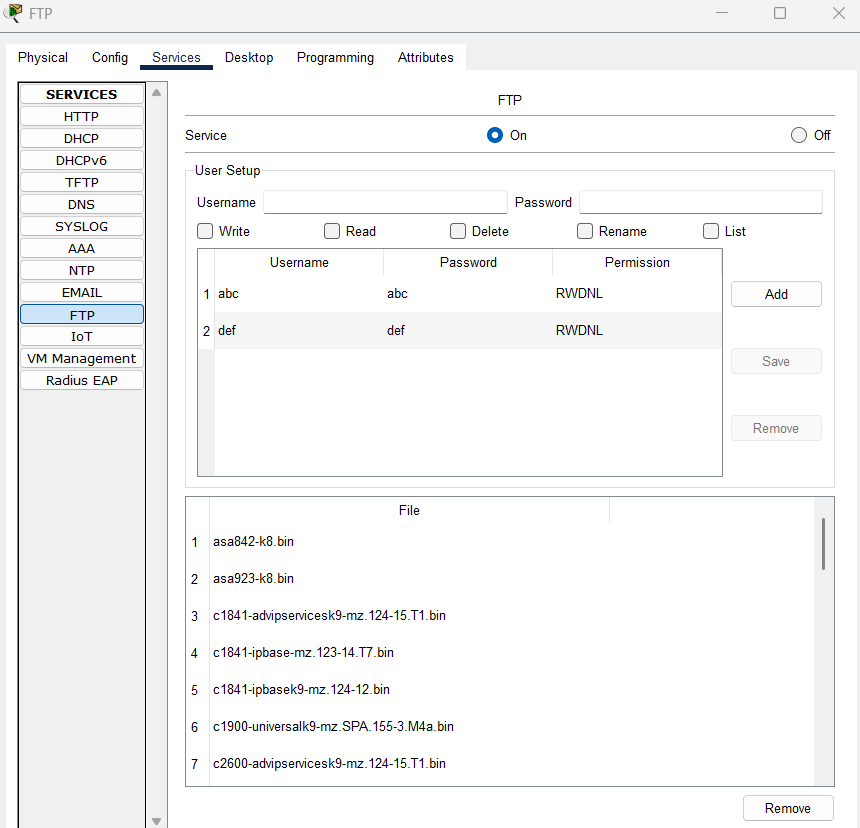 FTP
Physical Config Services Desktop Programming Attributes
SERVICES
HTTP
DHCP
DHCPv6
TFTP
DNS
SYSLOG
AAA
NTP
EMAIL
FTP
IoT
VM Management
Radius EAP
FTP
Service On Off
User Setup
Username Password
Write Read Delete Rename List
Username Password Permission
1 abc abc RWDNL
2 def def RWDNL
Add
Save
Remove
File
1 asa842-k8.bin
2 asa923-k8.bin
3 c1841-advipservicesk9-mz.124-15.T1.bin
4 c1841-ipbase-mz.123-14.T7.bin
5 c1841-ipbasek9-mz.124-12.bin
6 c1900-universalk9-mz.SPA.155-3.M4a.bin
7 c2600-advipservicesk9-mz.124-15.T1.bin
Remove